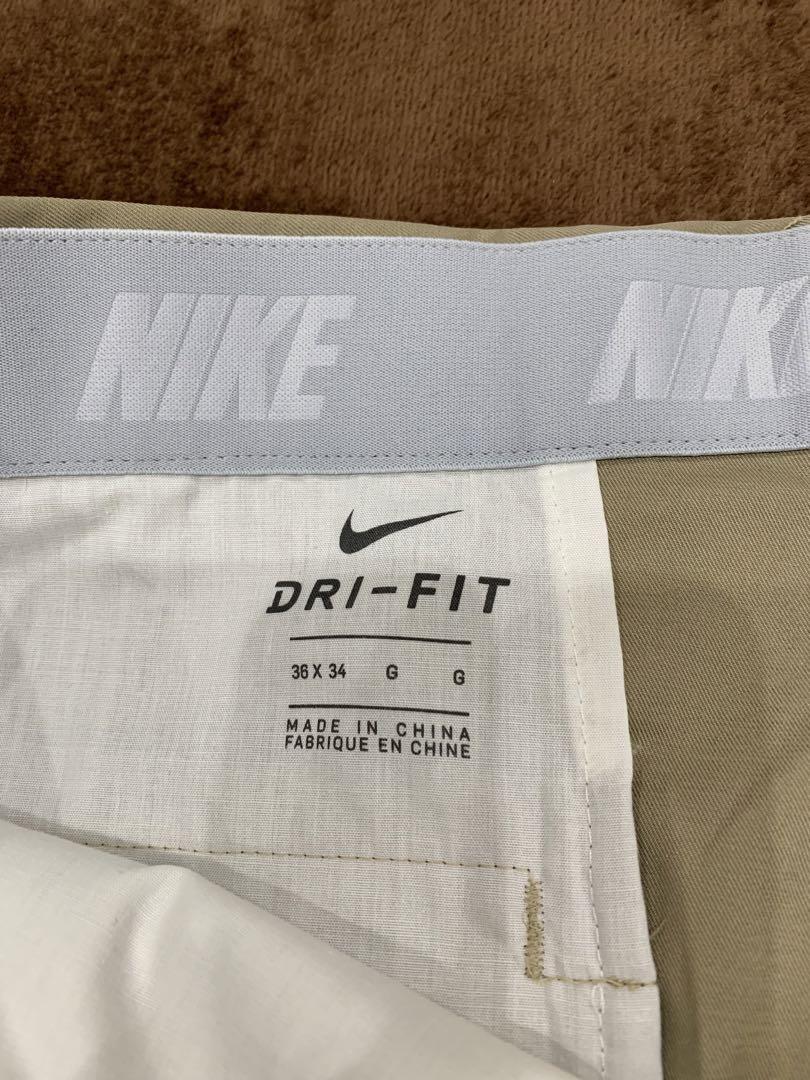 NIKE NIK
DRI-FIT
36 X 34 G G
MADE IN CHINA
FABRIQUE EN CHINE